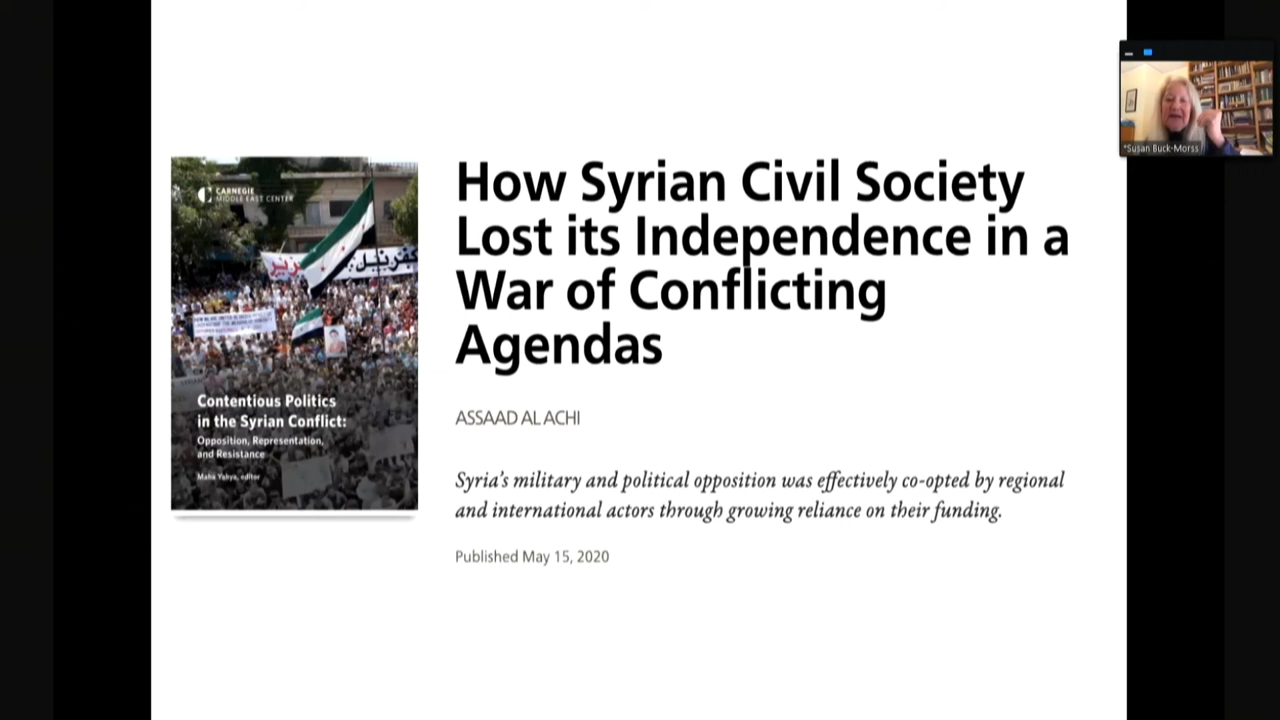 CARNEGIE
MIDDLE EAST CENTER
Contentious Politics
in the Syrian Conflict:
Opposition, Representation,
and Resistance
Maha Yahya, editor
How Syrian Civil Society
Lost its Independence in a
War of Conflicting
Agendas
ASSAAD AL ACHI
Syria's military and political opposition was effectively co-opted by regional
and international actors through growing reliance on their funding.
Published May 15, 2020
*Susan Buck-Morss